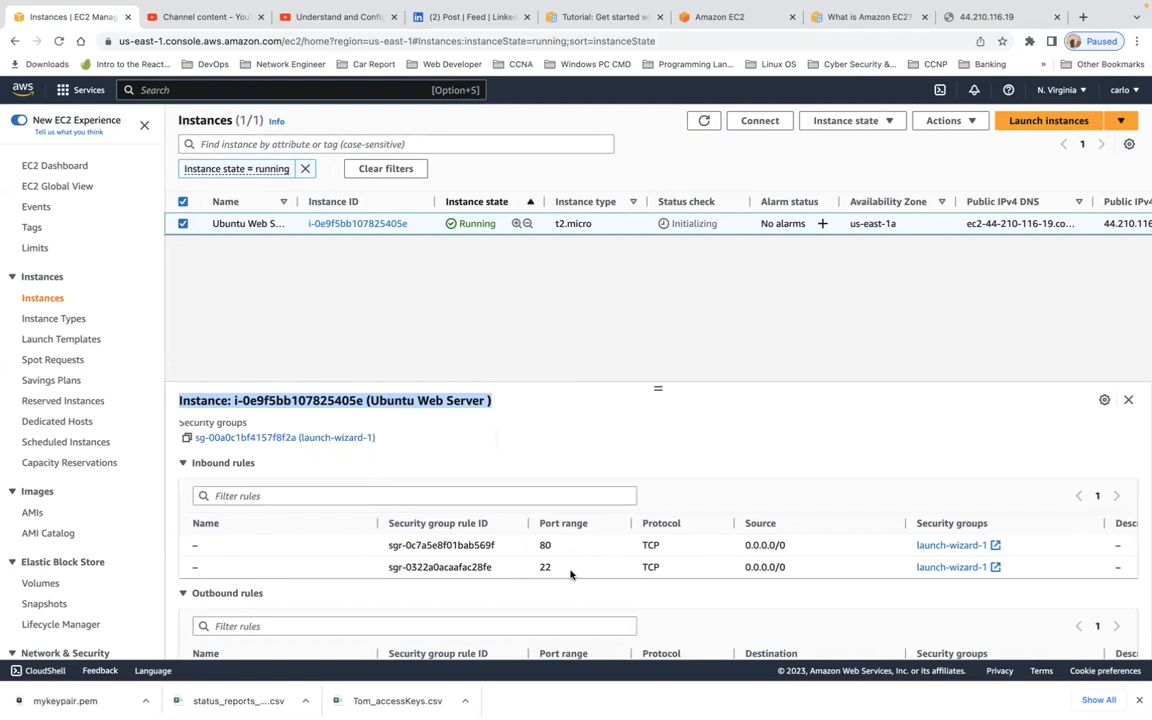 Instances | EC2 Manag
Channel content - You
Understand and Config
(2) Post | Feed | Linked
Tutorial: Get started w
Amazon EC2
What is Amazon EC2?
44.210.116.19
us-east-1.console.aws.amazon.com/ec2/home?region=us-east-1#Instances:instanceState=running;sort=instanceState
Paused
Downloads
Intro to the React...
DevOps
Network Engineer
Car Report
Web Developer
CCNA
Windows PC CMD
Programming Lan...
Linux OS
Cyber Security &...
CCNP
Banking
»
Other Bookmarks
aws
Services
Search
[Option+S]
N. Virginia
carlo
New EC2 Experience
Tell us what you think
EC2 Dashboard
EC2 Global View
Events
Tags
Limits
Instances
Instances
Instance Types
Launch Templates
Spot Requests
Savings Plans
Reserved Instances
Dedicated Hosts
Scheduled Instances
Capacity Reservations
Images
AMIs
AMI Catalog
Elastic Block Store
Volumes
Snapshots
Lifecycle Manager
Network & Security
Instances (1/1) Info
Connect
Instance state
Actions
Launch instances
Find instance by attribute or tag (case-sensitive)
1
Instance state = running
Clear filters
Name
Instance ID
Instance state
Instance type
Status check
Alarm status
Availability Zone
Public IPv4 DNS
Public IPv4
Ubuntu Web S...
i-0e9f5bb107825405e
Running
t2.micro
Initializing
No alarms +
us-east-1a
ec2-44-210-116-19.co...
44.210.116
Instance: i-0e9f5bb107825405e (Ubuntu Web Server )
Security groups
sg-00a0c1bf4157f8f2a (launch-wizard-1)
Inbound rules
Filter rules
1
Name
Security group rule ID
Port range
Protocol
Source
Security groups
Descr
–
sgr-0c7a5e8f01bab569f
80
TCP
0.0.0.0/0
launch-wizard-1
–
–
sgr-0322a0acaafac28fe
22
TCP
0.0.0.0/0
launch-wizard-1
–
Outbound rules
Filter rules
1
Name
Security group rule ID
Port range
Protocol
Destination
Security groups
Descr
CloudShell
Feedback
Language
© 2023, Amazon Web Services, Inc. or its affiliates.
Privacy
Terms
Cookie preferences
mykeypair.pem
status_reports_....csv
Tom_accessKeys.csv
Show All